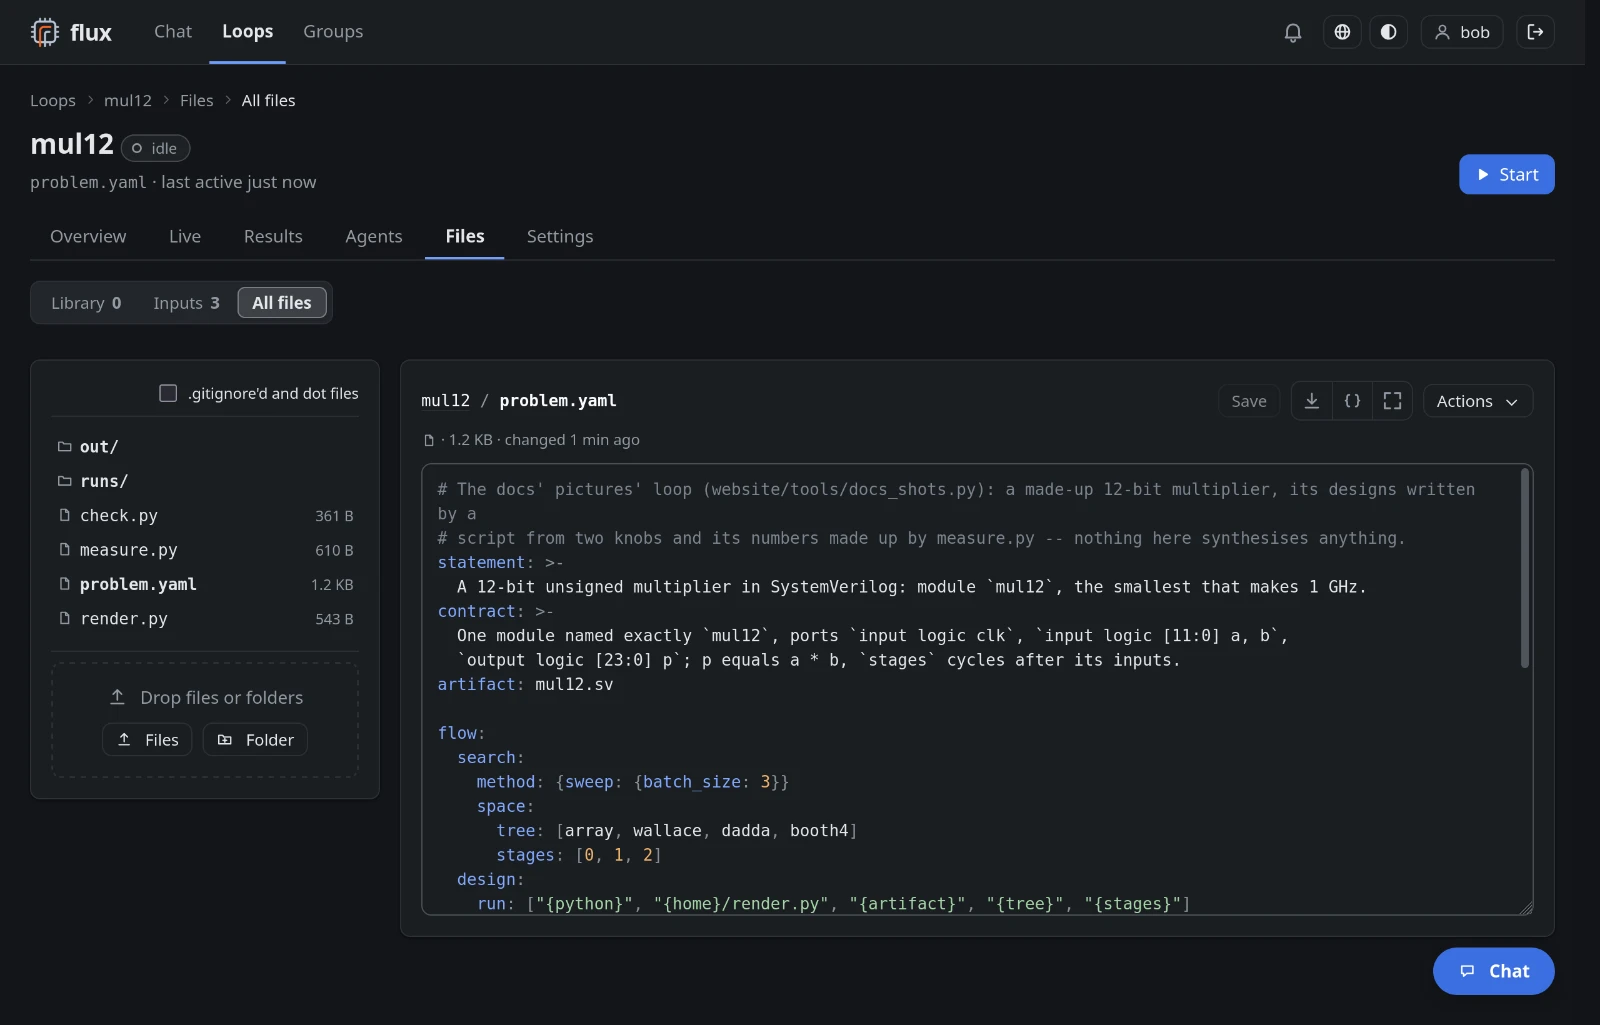 flux
Chat
Loops
Groups
bob
Loops > mul12 > Files > All files
mul12
idle
problem.yaml · last active just now
Start
Overview
Live
Results
Agents
Files
Settings
Library 0
Inputs 3
All files
.gitignore'd and dot files
out/
runs/
check.py 361 B
measure.py 610 B
problem.yaml 1.2 KB
render.py 543 B
Drop files or folders
Files
Folder
mul12 / problem.yaml
Save
{}
Actions
· 1.2 KB · changed 1 min ago
# The docs' pictures' loop (website/tools/docs_shots.py): a made-up 12-bit multiplier, its designs written
by a
# script from two knobs and its numbers made up by measure.py -- nothing here synthesises anything.
statement: >-
  A 12-bit unsigned multiplier in SystemVerilog: module `mul12`, the smallest that makes 1 GHz.
contract: >-
  One module named exactly `mul12`, ports `input logic clk`, `input logic [11:0] a, b`,
  `output logic [23:0] p`; p equals a * b, `stages` cycles after its inputs.
artifact: mul12.sv
flow:
  search:
    method: {sweep: {batch_size: 3}}
    space:
      tree: [array, wallace, dadda, booth4]
      stages: [0, 1, 2]
  design:
    run: ["{python}", "{home}/render.py", "{artifact}", "{tree}", "{stages}"]
Chat